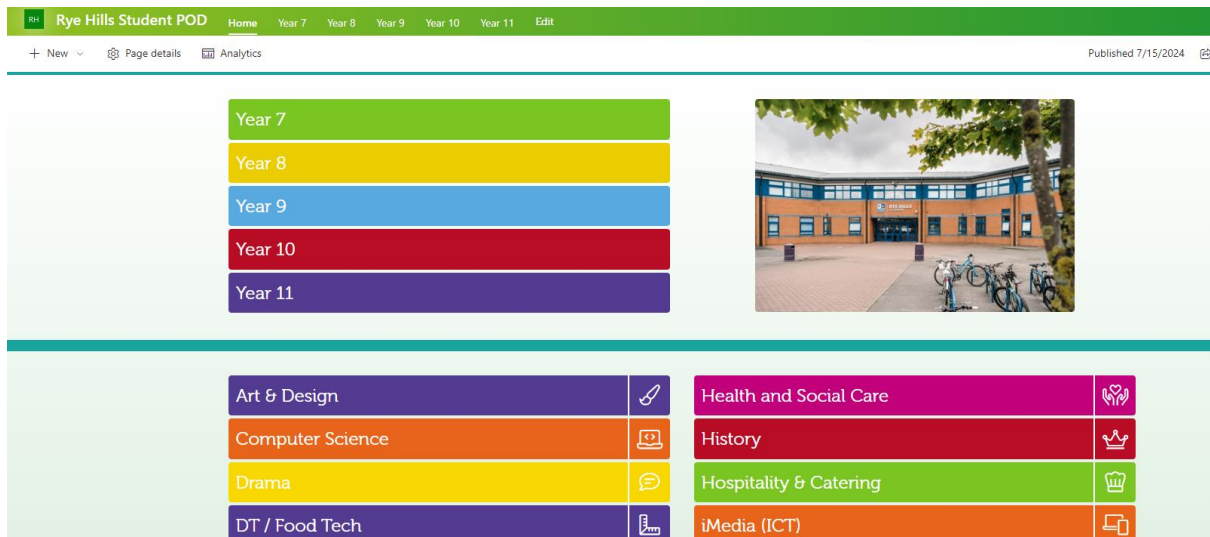 RH Rye Hills Student POD Home Year 7 Year 8 Year 9 Year 10 Year 11 Edit
+ New Page details Analytics Published 7/15/2024
Year 7
Year 8
Year 9
Year 10
Year 11
RYE HILLS
Art & Design
Health and Social Care
Computer Science
History
Drama
Hospitality & Catering
DT / Food Tech
iMedia (ICT)